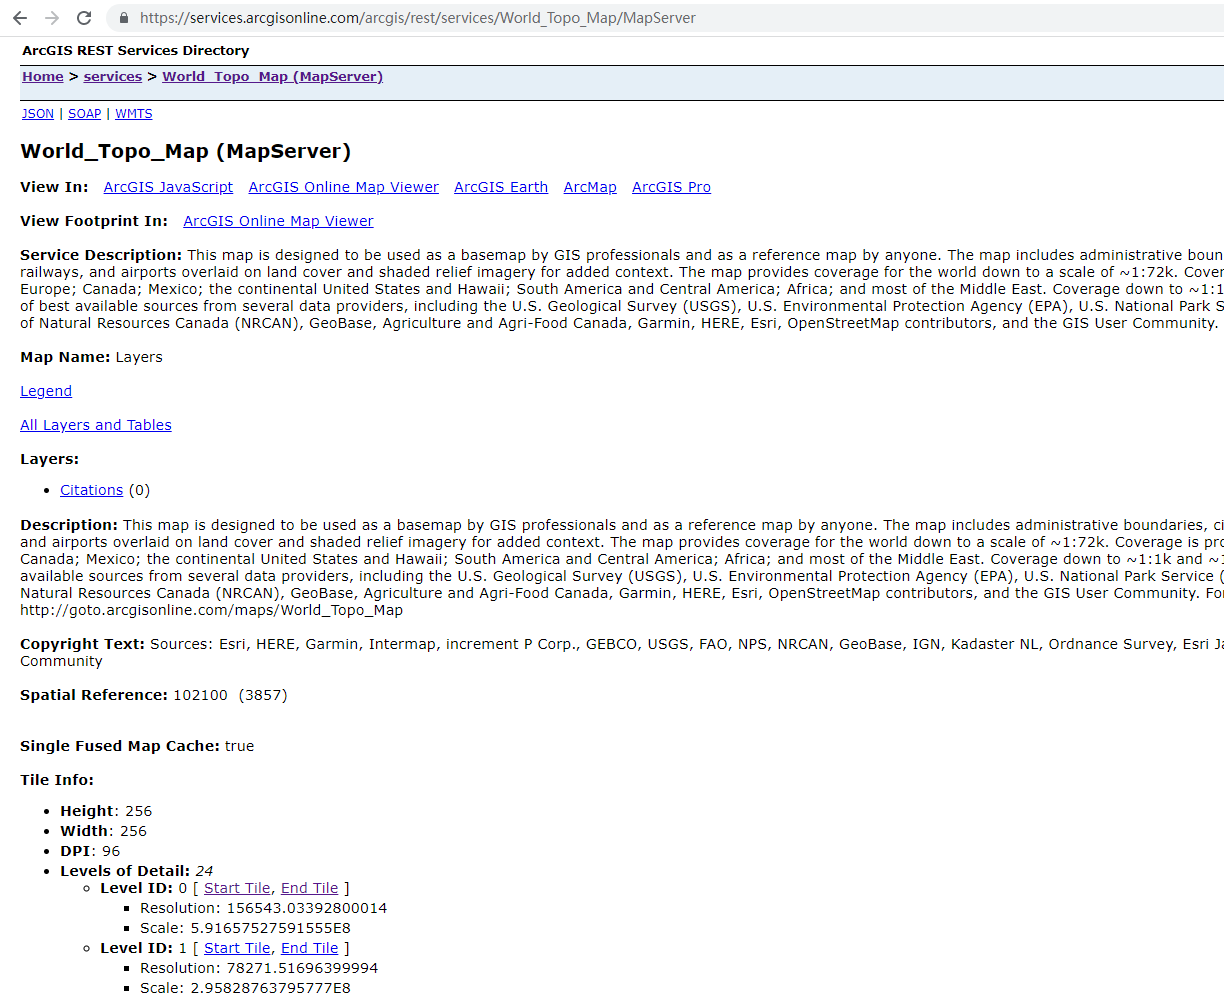 https://services.arcgisonline.com/arcgis/rest/services/World_Topo_Map/MapServer
ArcGIS REST Services Directory
Home > services > World_Topo_Map (MapServer)
JSON | SOAP | WMTS
World_Topo_Map (MapServer)
View In: ArcGIS JavaScript ArcGIS Online Map Viewer ArcGIS Earth ArcMap ArcGIS Pro
View Footprint In: ArcGIS Online Map Viewer
Service Description: This map is designed to be used as a basemap by GIS professionals and as a reference map by anyone. The map includes administrative boun
railways, and airports overlaid on land cover and shaded relief imagery for added context. The map provides coverage for the world down to a scale of ~1:72k. Cover
Europe; Canada; Mexico; the continental United States and Hawaii; South America and Central America; Africa; and most of the Middle East. Coverage down to ~1:1
of best available sources from several data providers, including the U.S. Geological Survey (USGS), U.S. Environmental Protection Agency (EPA), U.S. National Park S
of Natural Resources Canada (NRCAN), GeoBase, Agriculture and Agri-Food Canada, Garmin, HERE, Esri, OpenStreetMap contributors, and the GIS User Community.
Map Name: Layers
Legend
All Layers and Tables
Layers:
• Citations (0)
Description: This map is designed to be used as a basemap by GIS professionals and as a reference map by anyone. The map includes administrative boundaries, ci
and airports overlaid on land cover and shaded relief imagery for added context. The map provides coverage for the world down to a scale of ~1:72k. Coverage is pro
Canada; Mexico; the continental United States and Hawaii; South America and Central America; Africa; and most of the Middle East. Coverage down to ~1:1k and ~1
available sources from several data providers, including the U.S. Geological Survey (USGS), U.S. Environmental Protection Agency (EPA), U.S. National Park Service (
Natural Resources Canada (NRCAN), GeoBase, Agriculture and Agri-Food Canada, Garmin, HERE, Esri, OpenStreetMap contributors, and the GIS User Community. For
http://goto.arcgisonline.com/maps/World_Topo_Map
Copyright Text: Sources: Esri, HERE, Garmin, Intermap, increment P Corp., GEBCO, USGS, FAO, NPS, NRCAN, GeoBase, IGN, Kadaster NL, Ordnance Survey, Esri Ja
Community
Spatial Reference: 102100 (3857)
Single Fused Map Cache: true
Tile Info:
• Height: 256
• Width: 256
• DPI: 96
• Levels of Detail: 24
◦ Level ID: 0 [ Start Tile, End Tile ]
▪ Resolution: 156543.03392800014
▪ Scale: 5.91657527591555E8
◦ Level ID: 1 [ Start Tile, End Tile ]
▪ Resolution: 78271.51696399994
▪ Scale: 2.95828763795777E8